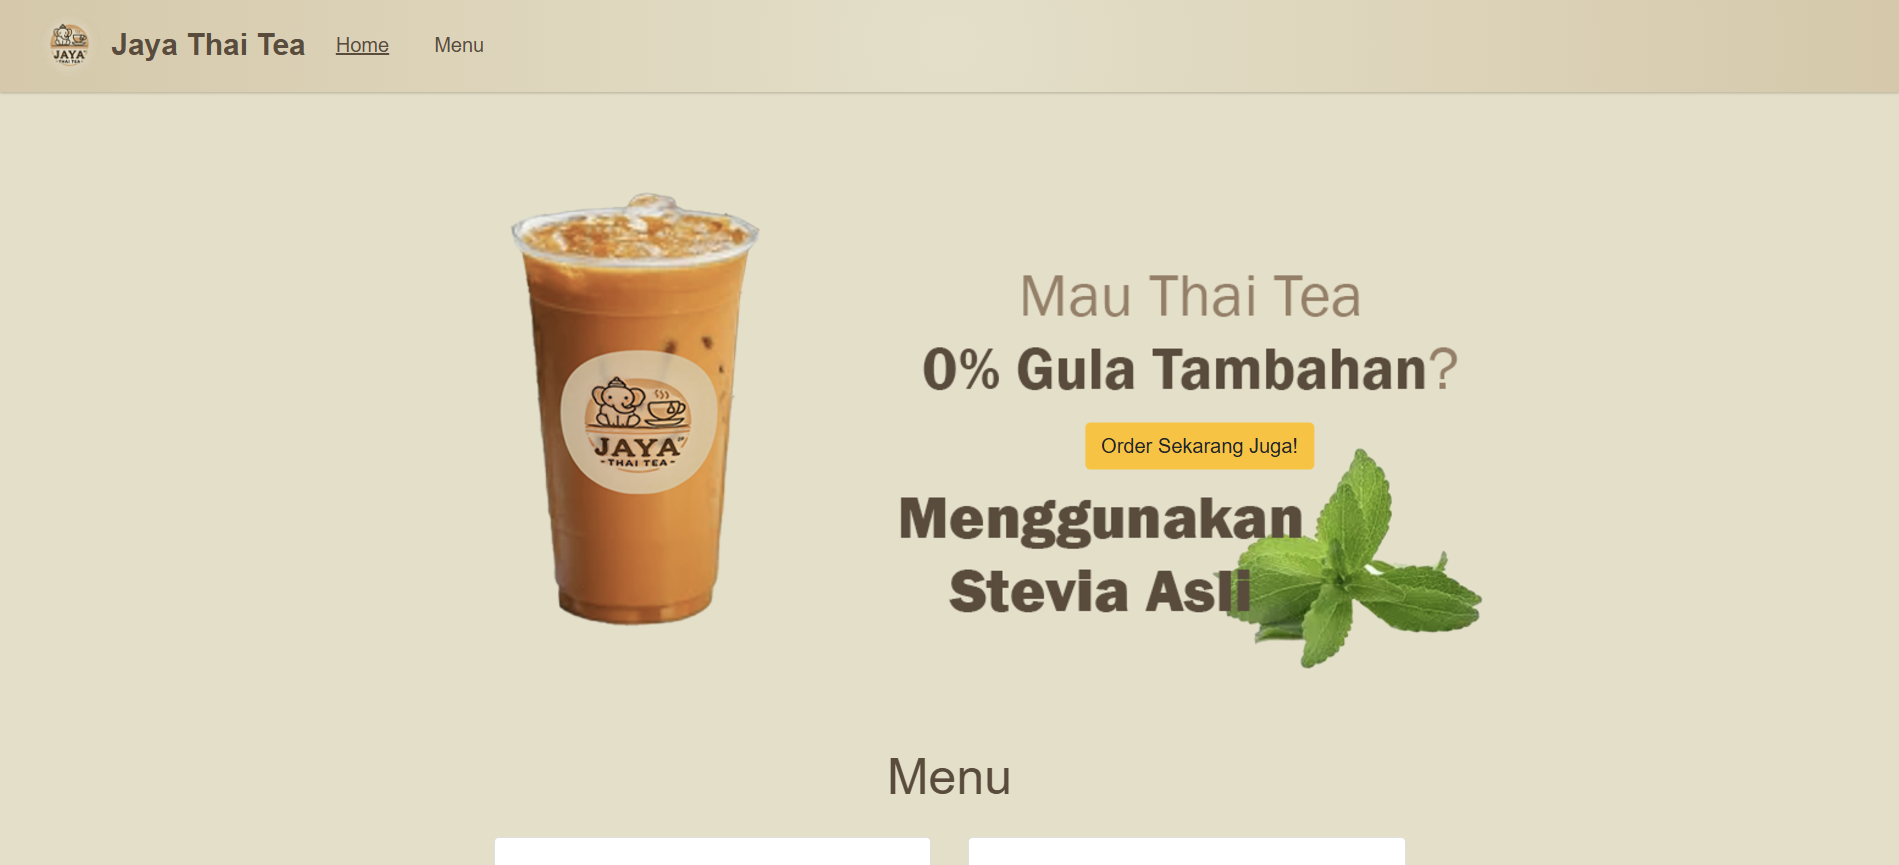 JAYA
THAI TEA
Jaya Thai Tea
Home
Menu
Mau Thai Tea
0% Gula Tambahan?
Order Sekarang Juga!
JAYA
-THAI TEA-
Menggunakan
Stevia Asli
Menu